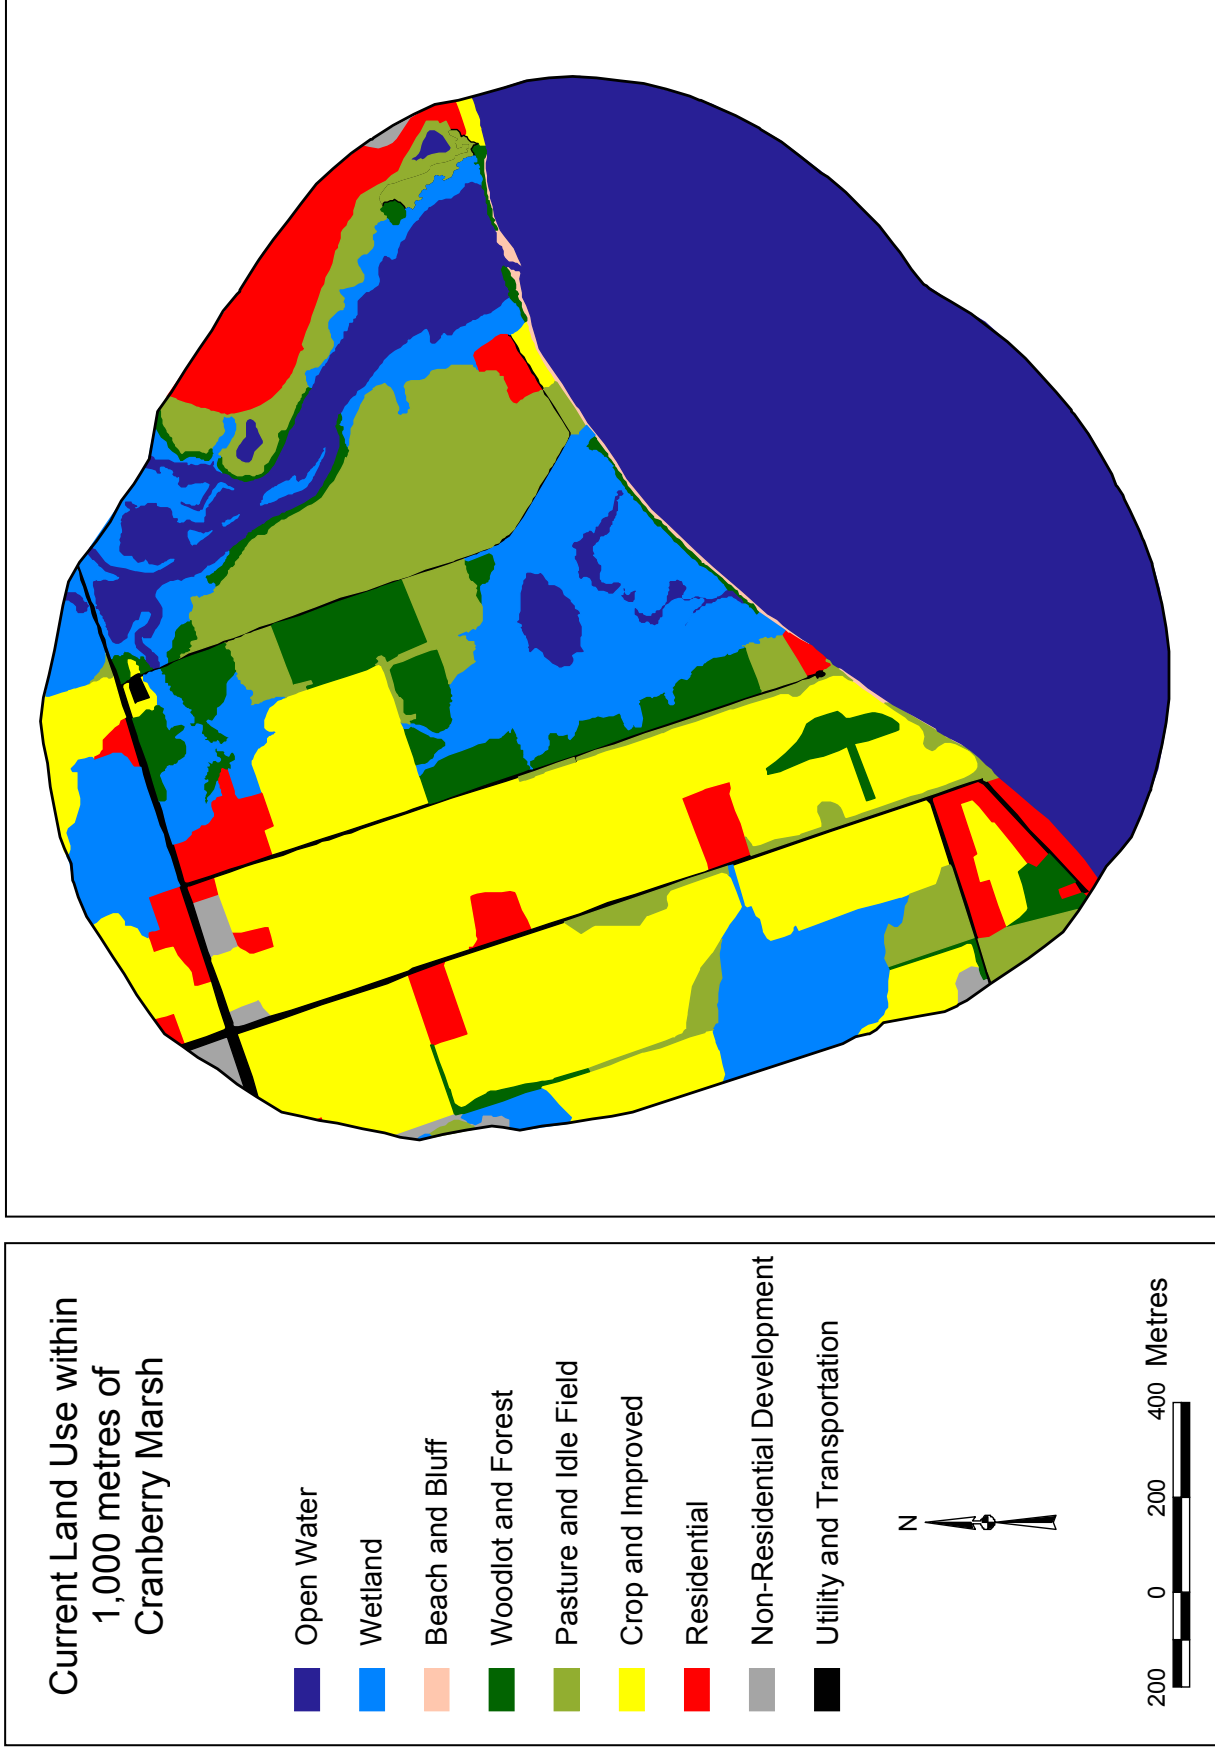 Current Land Use within
1,000 metres of
Cranberry Marsh
Open Water
Wetland
Beach and Bluff
Woodlot and Forest
Pasture and Idle Field
Crop and Improved
Residential
Non-Residential Development
Utility and Transportation
N
200 0 200 400 Metres